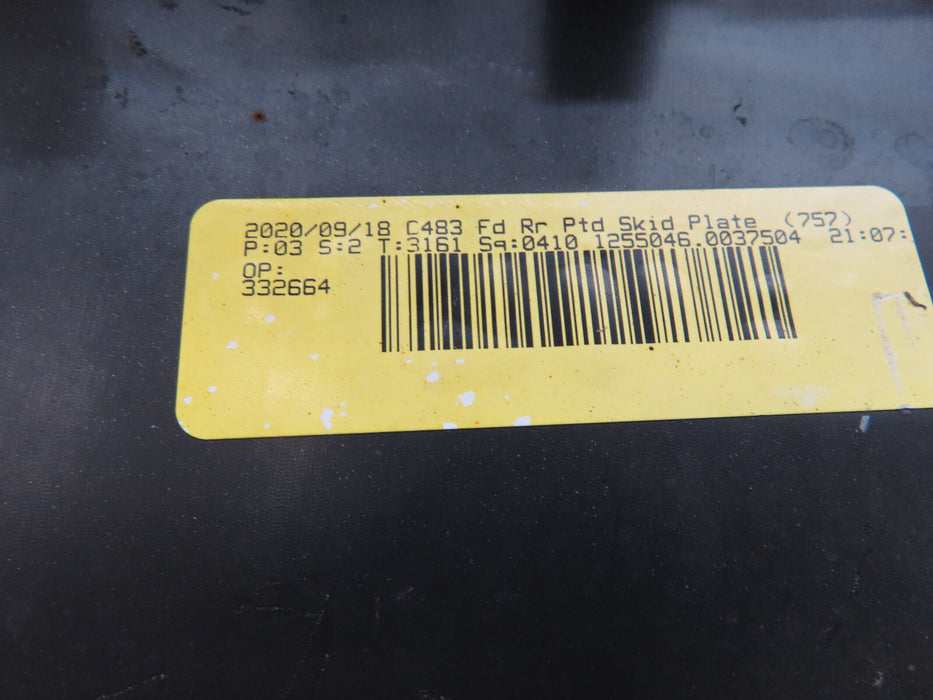 2020/09/18 C483 Fd Rr Ptd Skid Plate (757)
P:03 S:2 T:3161 Sq:0410 1255046.0037504 21:07:
OP:
332664